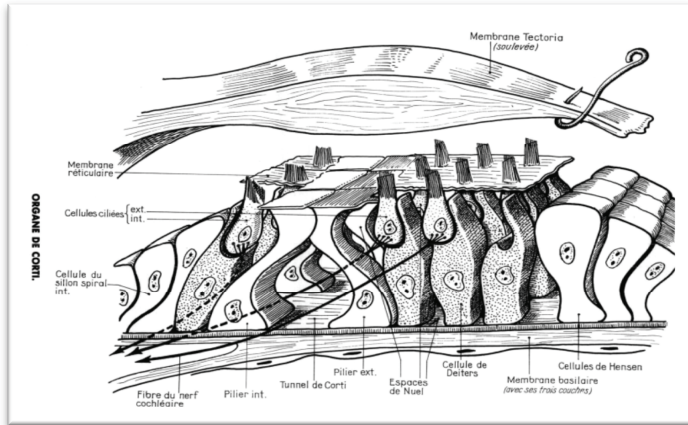 ORGANE DE CORTI.
Membrane Tectoria
(soulevée)
Membrane
réticulaire
Cellules ciliées { ext.
int.
Cellule du
sillon spiral
int.
Fibre du nerf
cochléaire
Pilier int.
Tunnel de Corti
Pilier ext.
Espaces
de Nuel
Cellule de
Deiters
Membrane basilaire
(avec ses trois couches)
Cellules de Hensen